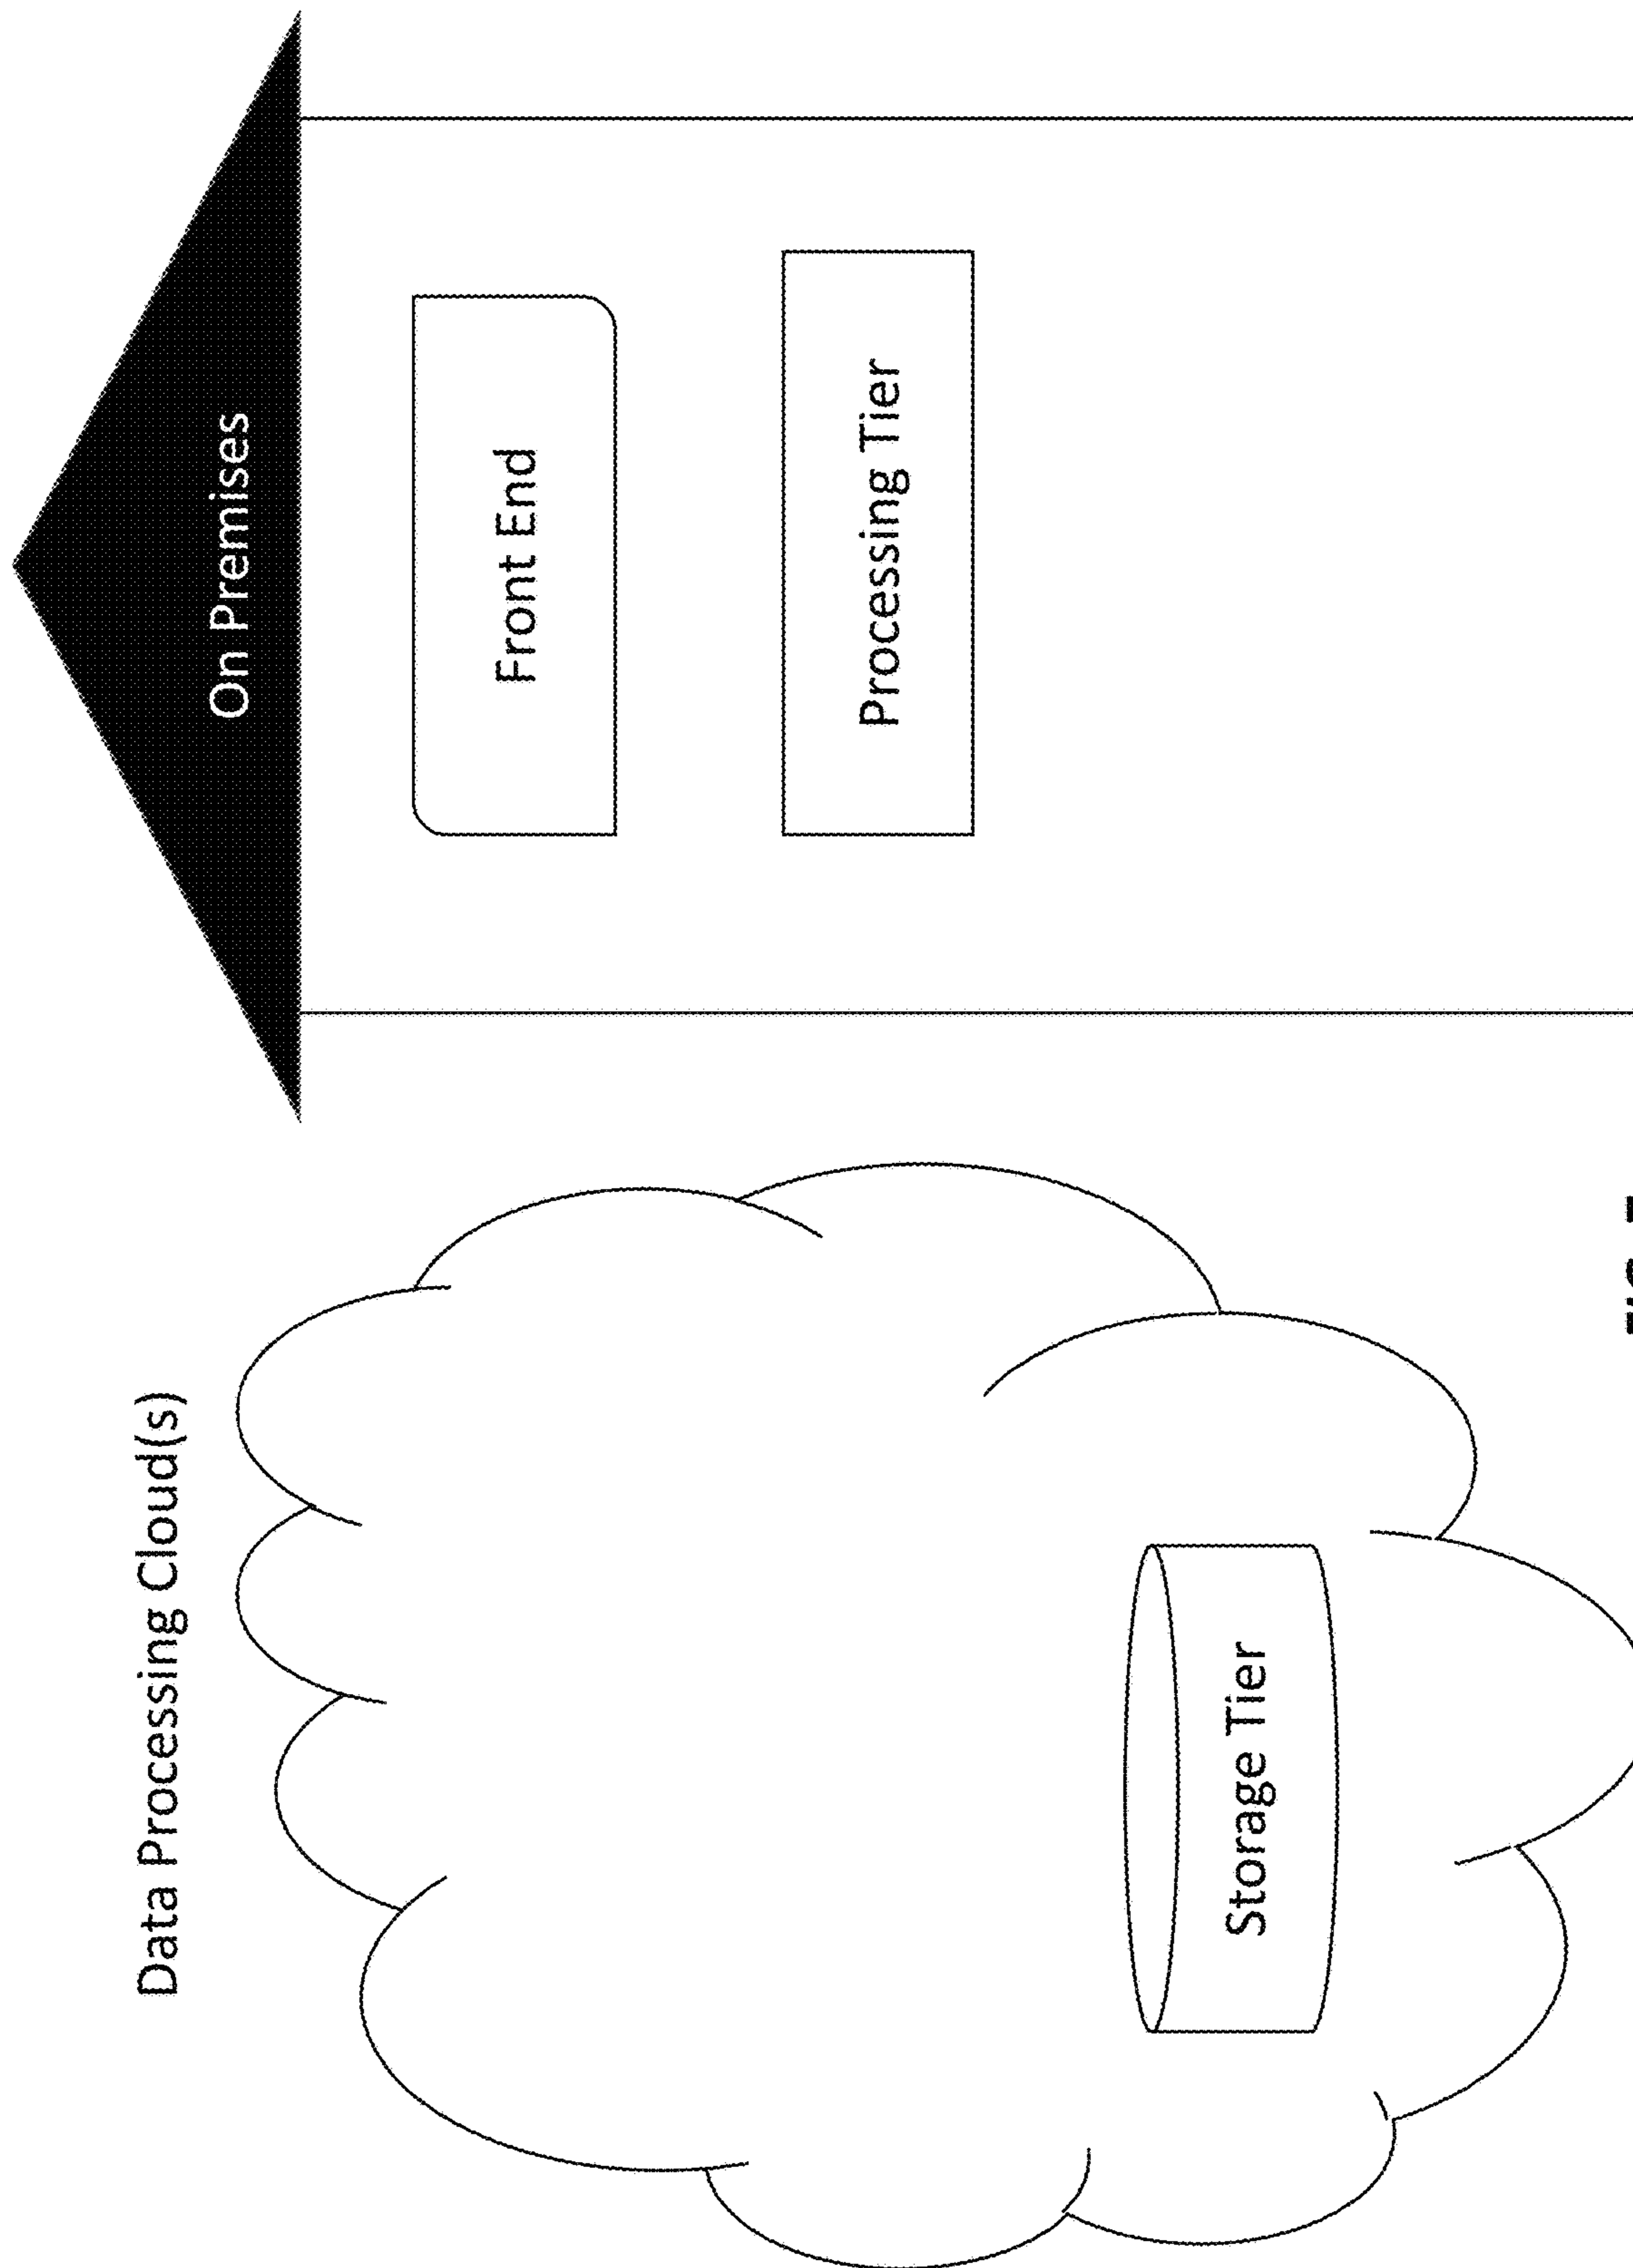 Data Processing Cloud(s)
On Premises
Front End
Processing Tier
Storage Tier